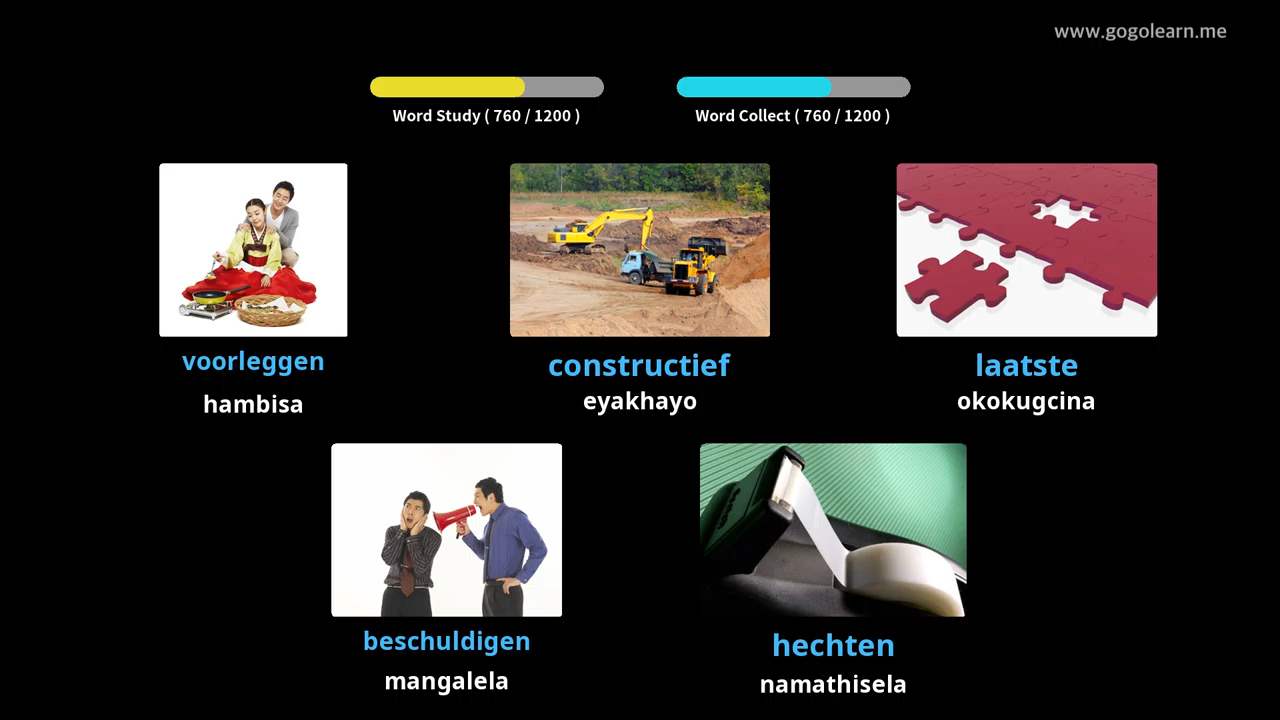 www.gogolearn.me
Word Study ( 760 / 1200 )
Word Collect ( 760 / 1200 )
voorleggen
hambisa
constructief
eyakhayo
laatste
okokugcina
beschuldigen
mangalela
hechten
namathisela